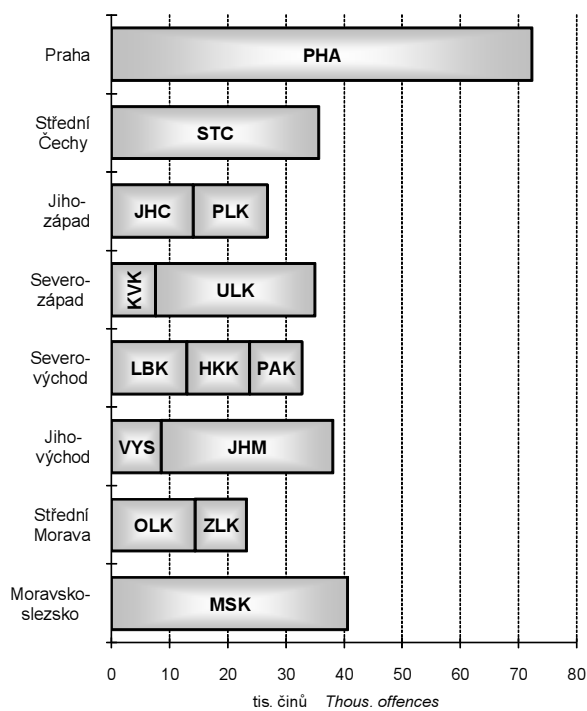 Praha
PHA
Střední
Čechy
STC
Jiho-
západ
JHC PLK
Severo-
západ
KVK ULK
Severo-
východ
LBK HKK PAK
Jiho-
východ
VYS JHM
Střední
Morava
OLK ZLK
Moravsko-
slezsko
MSK
0 10 20 30 40 50 60 70 80
tis. činů Thous. offences